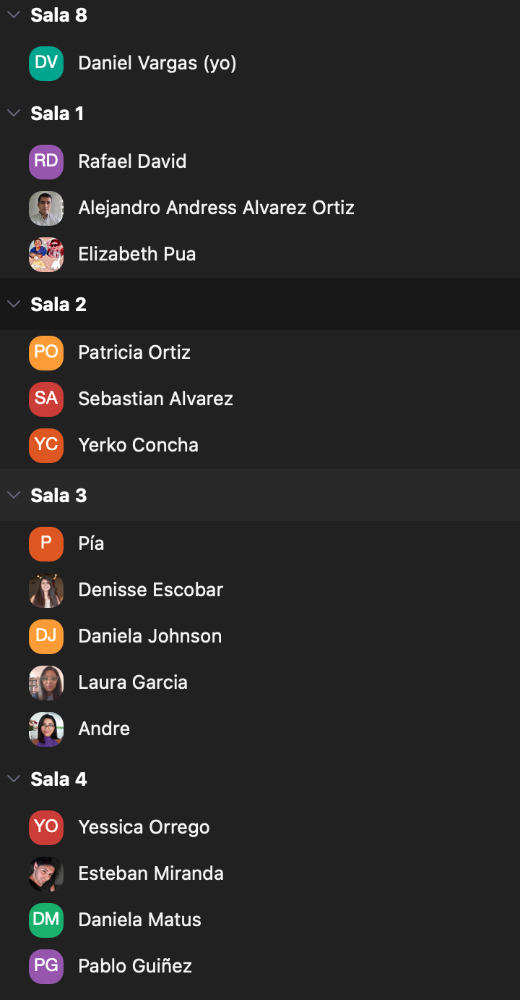 Sala 8
DV Daniel Vargas (yo)
Sala 1
RD Rafael David
Alejandro Andress Alvarez Ortiz
Elizabeth Pua
Sala 2
PO Patricia Ortiz
SA Sebastian Alvarez
YC Yerko Concha
Sala 3
P Pía
Denisse Escobar
DJ Daniela Johnson
Laura Garcia
Andre
Sala 4
YO Yessica Orrego
Esteban Miranda
DM Daniela Matus
PG Pablo Guiñez